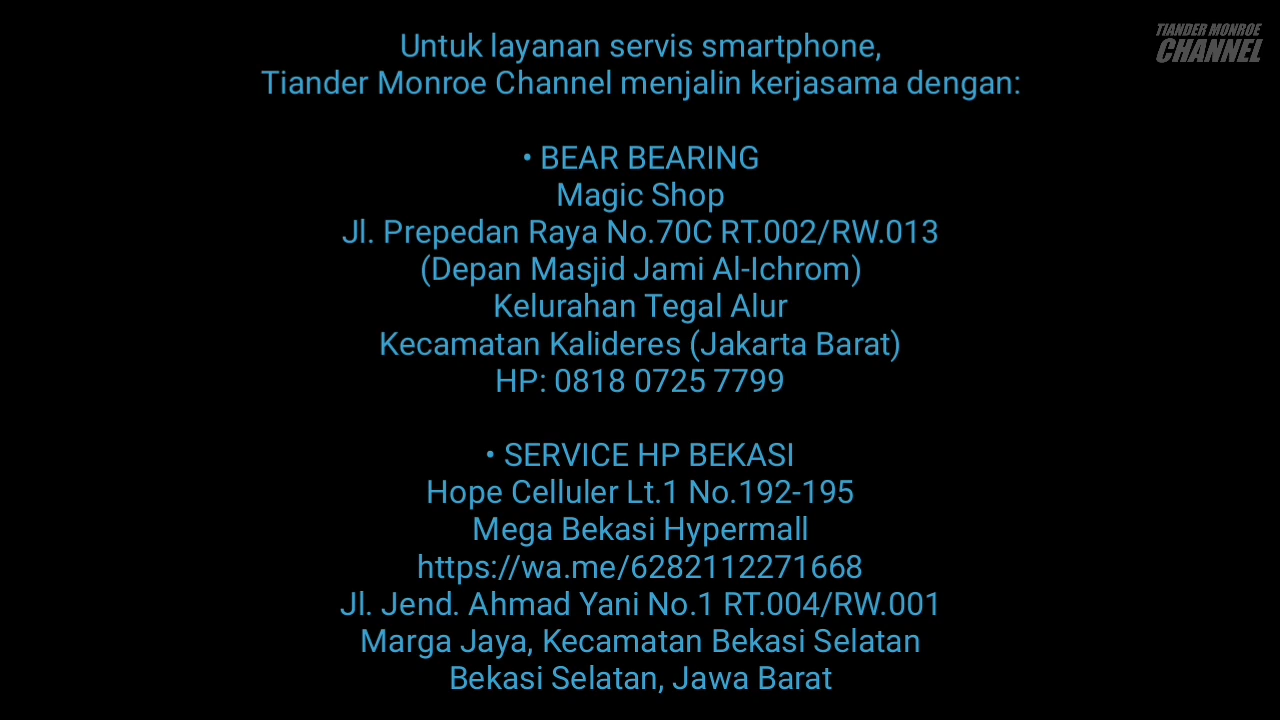 TIANDER MONROE
CHANNEL
Untuk layanan servis smartphone,
Tiander Monroe Channel menjalin kerjasama dengan:
• BEAR BEARING
Magic Shop
Jl. Prepedan Raya No.70C RT.002/RW.013
(Depan Masjid Jami Al-Ichrom)
Kelurahan Tegal Alur
Kecamatan Kalideres (Jakarta Barat)
HP: 0818 0725 7799
• SERVICE HP BEKASI
Hope Celluler Lt.1 No.192-195
Mega Bekasi Hypermall
https://wa.me/6282112271668
Jl. Jend. Ahmad Yani No.1 RT.004/RW.001
Marga Jaya, Kecamatan Bekasi Selatan
Bekasi Selatan, Jawa Barat